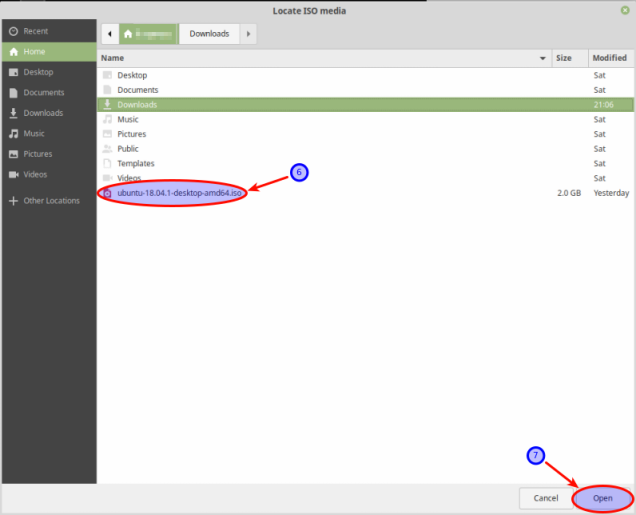 Locate ISO media
Recent
Home
Desktop
Documents
Downloads
Music
Pictures
Videos
Other Locations
Downloads
Name Size Modified
Desktop Sat
Documents Sat
Downloads 21:06
Music Sat
Pictures Sat
Public Sat
Templates Sat
Videos Sat
ubuntu-18.04.1-desktop-amd64.iso 2.0 GB Yesterday
6
7
Cancel Open